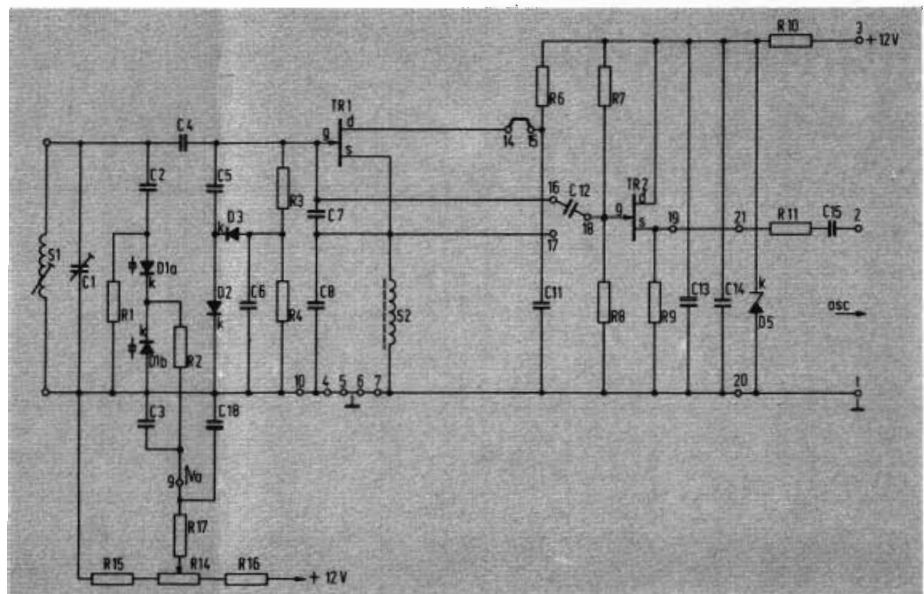 R10
3
+12V
R6
R7
TR1
d
g
s
C4
14
15
C2
C5
R3
16
C12
TR2
d
g
s
18
19
21
R11
C15
2
C7
17
k
D3
S1
C1
R1
D1a
k
D2
k
C6
R4
C8
S2
C11
R8
R9
C13
C14
k
D5
osc
k
D1b
R2
10
4
5
6
7
20
1
C3
C18
9
Va
R17
R15
R14
R16
+12V